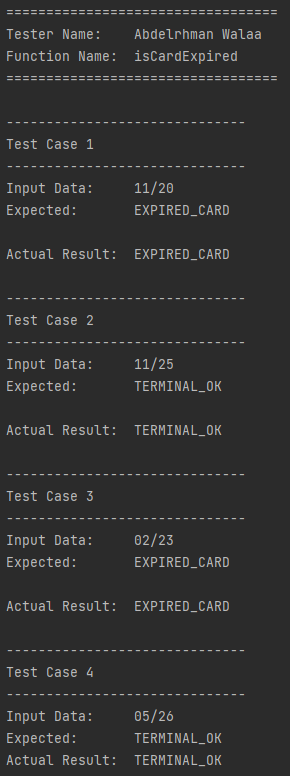 ==================================
Tester Name:    Abdelrhman Walaa
Function Name:  isCardExpired
==================================
------------------------------
Test Case 1
------------------------------
Input Data:     11/20
Expected:       EXPIRED_CARD
Actual Result:  EXPIRED_CARD
------------------------------
Test Case 2
------------------------------
Input Data:     11/25
Expected:       TERMINAL_OK
Actual Result:  TERMINAL_OK
------------------------------
Test Case 3
------------------------------
Input Data:     02/23
Expected:       EXPIRED_CARD
Actual Result:  EXPIRED_CARD
------------------------------
Test Case 4
------------------------------
Input Data:     05/26
Expected:       TERMINAL_OK
Actual Result:  TERMINAL_OK